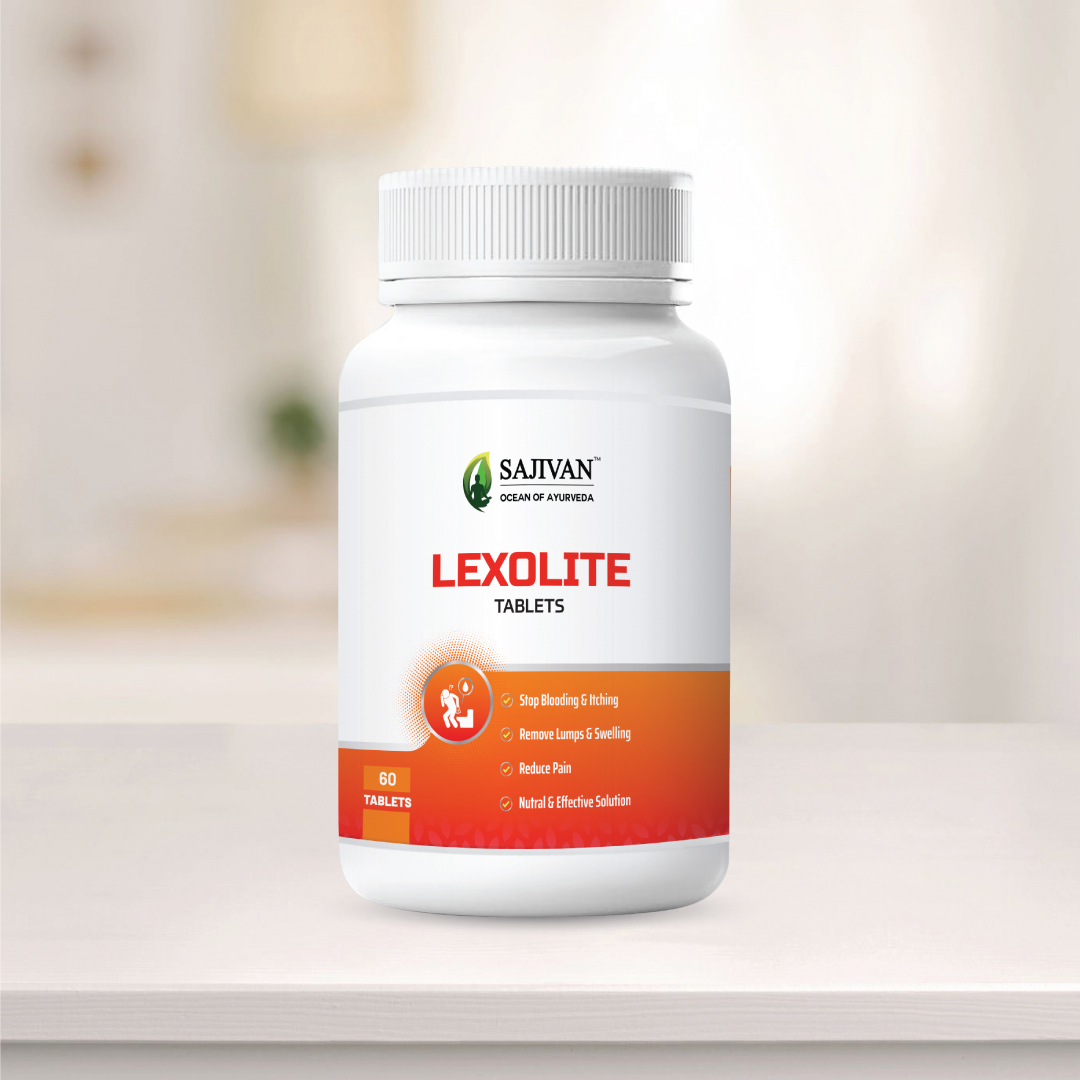 SAJIVAN™
OCEAN OF AYURVEDA
LEXOLITE
TABLETS
Stop Blooding & Itching
Remove Lumps & Swelling
Reduce Pain
Nutral & Effective Solution
60
TABLETS